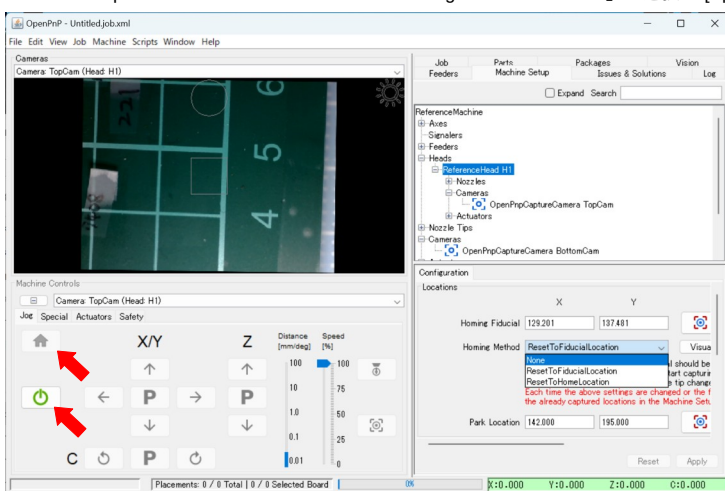 OpenPnP - Untitled.job.xml
File Edit View Job Machine Scripts Window Help
Cameras
Camera: TopCam (Head: H1)
221
6
5
4
Machine Controls
Camera: TopCam (Head: H1)
Jog Special Actuators Safety
X/Y Z
Distance [mm/deg]
Speed [%]
100 100
10 75
1.0 50
0.1 25
0.01 0
P P
C P
Job Parts Packages Vision
Feeders Machine Setup Issues & Solutions Log
Expand Search
ReferenceMachine
Axes
Signalers
Feeders
Heads
ReferenceHead H1
Nozzles
Cameras
OpenPnpCaptureCamera TopCam
Actuators
Nozzle Tips
Cameras
OpenPnpCaptureCamera BottomCam
Configuration
Locations
X Y
Homing Fiducial 129.201 137.481
Homing Method ResetToFiducialLocation Visua
None
ResetToFiducialLocation
ResetToHomeLocation
l should be
tart capturin
e tip change
Each time the above settings are changed or the f
the already captured locations in the Machine Setu
Park Location 142.000 195.000
Reset Apply
Placements: 0 / 0 Total | 0 / 0 Selected Board 0% X:0.000 Y:0.000 Z:0.000 C:0.000